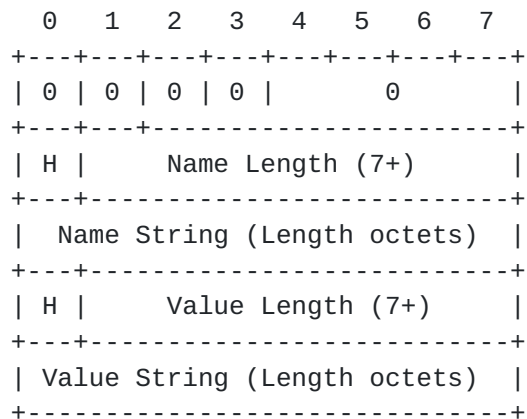 0   1   2   3   4   5   6   7
+---+---+---+---+---+---+---+---+
| 0 | 0 | 0 | 0 |       0       |
+---+---+-----------------------+
| H |     Name Length (7+)      |
+---+---------------------------+
|  Name String (Length octets)  |
+---+---------------------------+
| H |     Value Length (7+)     |
+---+---------------------------+
| Value String (Length octets)  |
+-------------------------------+